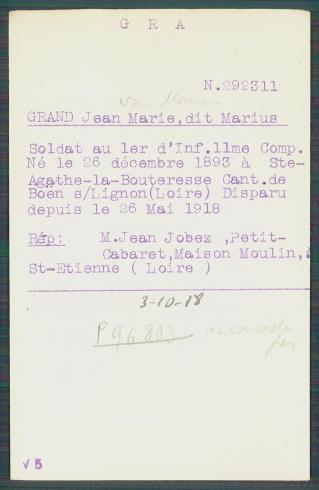 G R A
N.292311
GRAND Jean Marie,dit Marius
Soldat au 1er d'Inf.11me Comp.
Né le 26 décembre 1893 à Ste-
Agathe-la-Bouteresse Cant.de
Boën s/Lignon(Loire) Disparu
depuis le 26 Mai 1918
Rép: M.Jean Jobez ,Petit-
Cabaret,Maison Moulin,à
St-Etienne ( Loire )
3-10-18
V 5